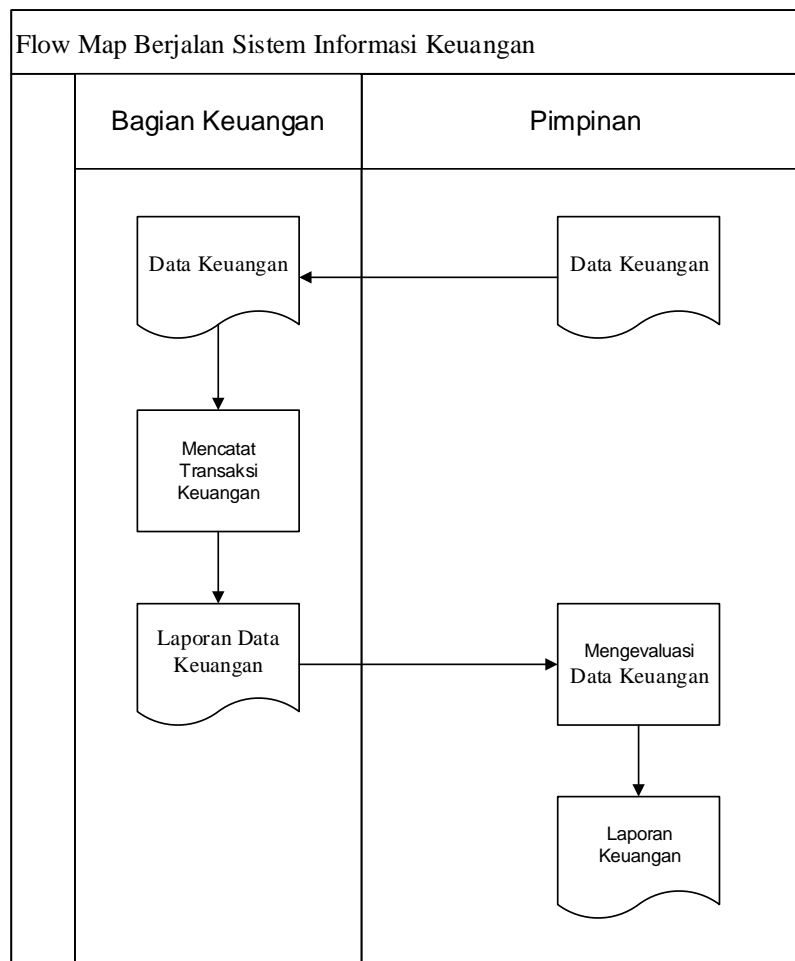 Flow Map Berjalan Sistem Informasi Keuangan
Bagian Keuangan
Pimpinan
Data Keuangan
Data Keuangan
Mencatat
Transaksi
Keuangan
Laporan Data
Keuangan
Mengevaluasi
Data Keuangan
Laporan
Keuangan